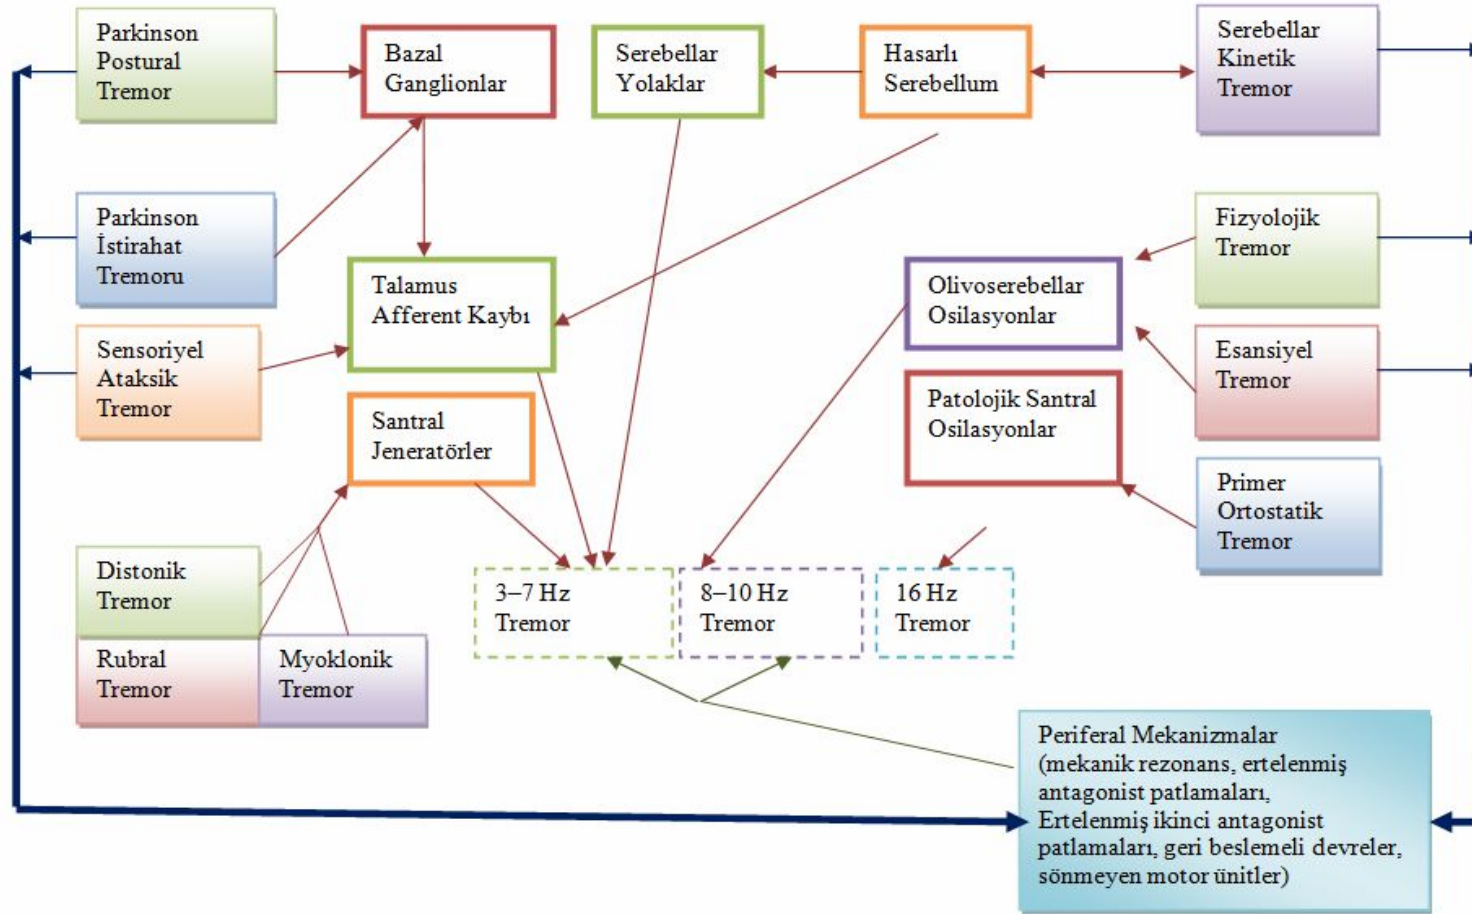 Parkinson
Postural
Tremor
Bazal
Ganglionlar
Serebellar
Yolaklar
Hasarlı
Serebellum
Serebellar
Kinetik
Tremor
Parkinson
İstirahat
Tremoru
Fizyolojik
Tremor
Talamus
Afferent Kaybı
Olivoserebellar
Osilasyonlar
Sensoriyel
Ataksik
Tremor
Esansiyel
Tremor
Santral
Jeneratörler
Patolojik Santral
Osilasyonlar
Primer
Ortostatik
Tremor
Distonik
Tremor
Rubral
Tremor
Myoklonik
Tremor
3–7 Hz
Tremor
8–10 Hz
Tremor
16 Hz
Tremor
Periferal Mekanizmalar
(mekanik rezonans, ertelenmiş
antagonist patlamaları,
Ertelenmiş ikinci antagonist
patlamaları, geri beslemeli devreler,
sönmeyen motor ünitler)